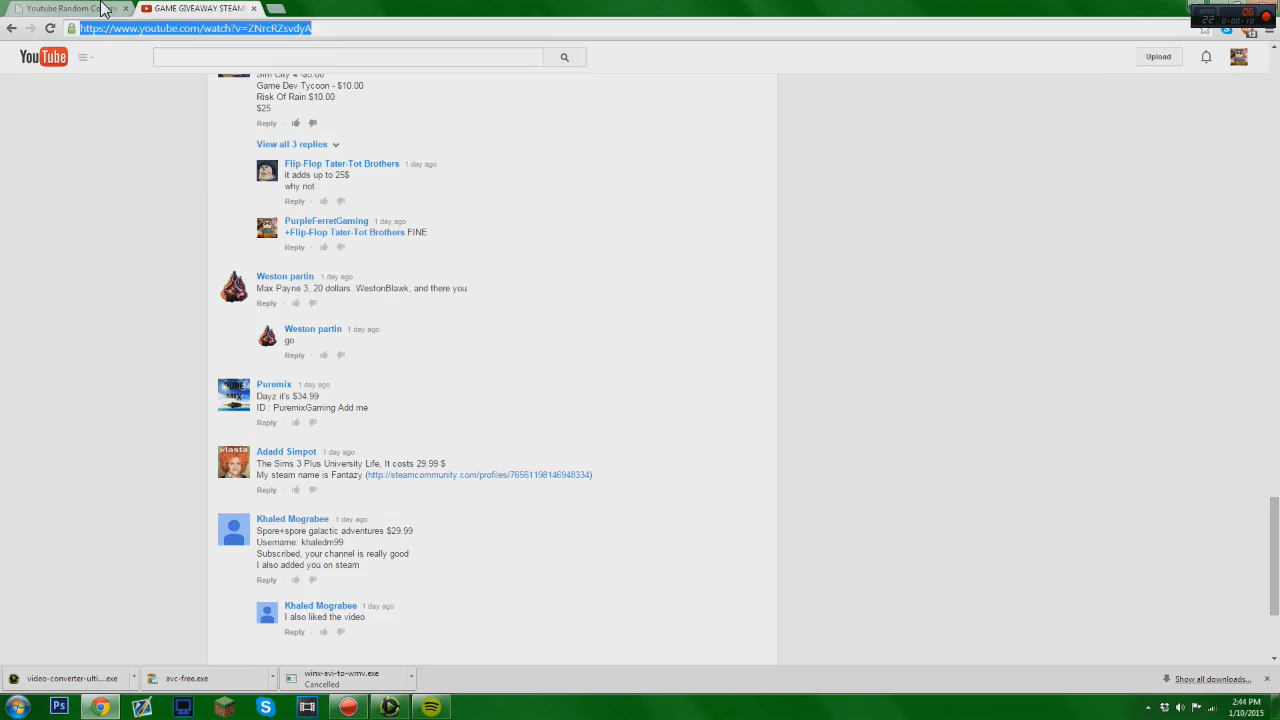 Youtube Random Co
GAME GIVEAWAY STEAM
https://www.youtube.com/watch?v=ZNrcRZsvdyA
22
06
0:00:10
YouTube
Upload
Sim City 4 -$5.00
Game Dev Tycoon - $10.00
Risk Of Rain $10.00
$25
Reply
View all 3 replies
Flip-Flop Tater-Tot Brothers 1 day ago
it adds up to 25$
why not
Reply
PurpleFerretGaming 1 day ago
+Flip-Flop Tater-Tot Brothers FINE
Reply
Weston partin 1 day ago
Max Payne 3, 20 dollars. WestonBlawk, and there you.
Reply
Weston partin 1 day ago
go
Reply
PURE MIX
Puremix 1 day ago
Dayz it's $34.99
ID : PuremixGaming Add me
Reply
vlasta
Adadd Simpot 1 day ago
The Sims 3 Plus University Life, It costs 29.99 $
My steam name is Fantazy (http://steamcommunity.com/profiles/76561198146948334)
Reply
Khaled Mograbee 1 day ago
Spore+spore galactic adventures $29.99
Username: khaledm99
Subscribed, your channel is really good
I also added you on steam
Reply
Khaled Mograbee 1 day ago
I also liked the video
Reply
video-converter-ulti....exe
avc-free.exe
winx-avi-to-wmv.exe
Cancelled
Show all downloads...
Ps
2:44 PM
1/10/2015